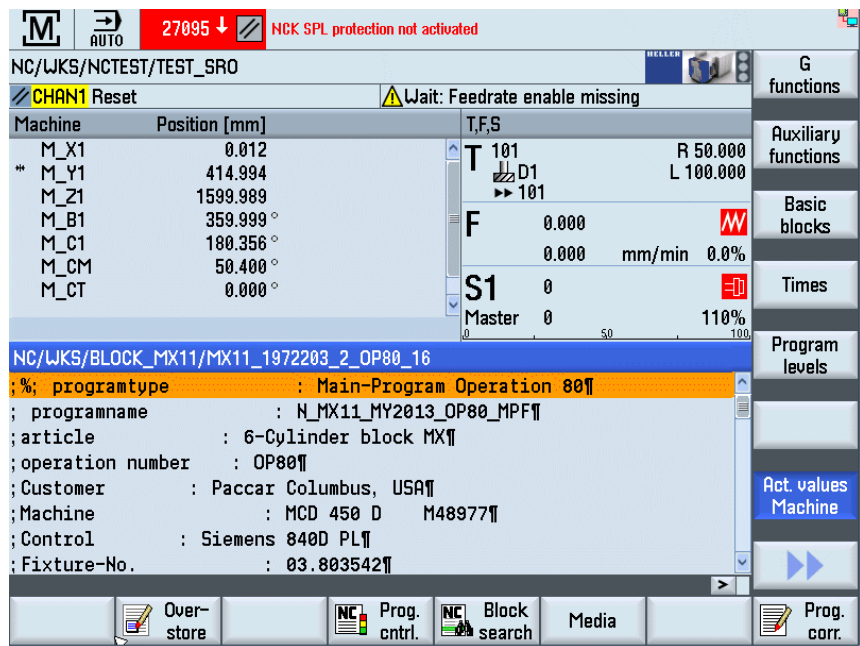 M AUTO 27095 NCK SPL protection not activated
NC/WKS/NCTEST/TEST_SRO
HELLER
CHAN1 Reset
Wait: Feedrate enable missing
Machine Position [mm]
M_X1 0.012
M_Y1 414.994
M_Z1 1599.989
M_B1 359.999 °
M_C1 180.356 °
M_CM 50.400 °
M_CT 0.000 °
T,F,S
T 101 R 50.000
D1 L 100.000
101
F 0.000
0.000 mm/min 0.0%
S1 0
Master 0 110%
0 50 100
NC/WKS/BLOCK_MX11/MX11_1972203_2_OP80_16
;%; programtype : Main-Program Operation 80¶
; programname : N_MX11_MY2013_OP80_MPF¶
;article : 6-Cylinder block MX¶
;operation number : OP80¶
;Customer : Paccar Columbus, USA¶
;Machine : MCD 450 D M48977¶
;Control : Siemens 840D PL¶
;Fixture-No. : 03.803542¶
G functions
Auxiliary functions
Basic blocks
Times
Program levels
Act. values Machine
Over-
store
NC Prog.
cntrl.
NC Block
search
Media
Prog.
corr.